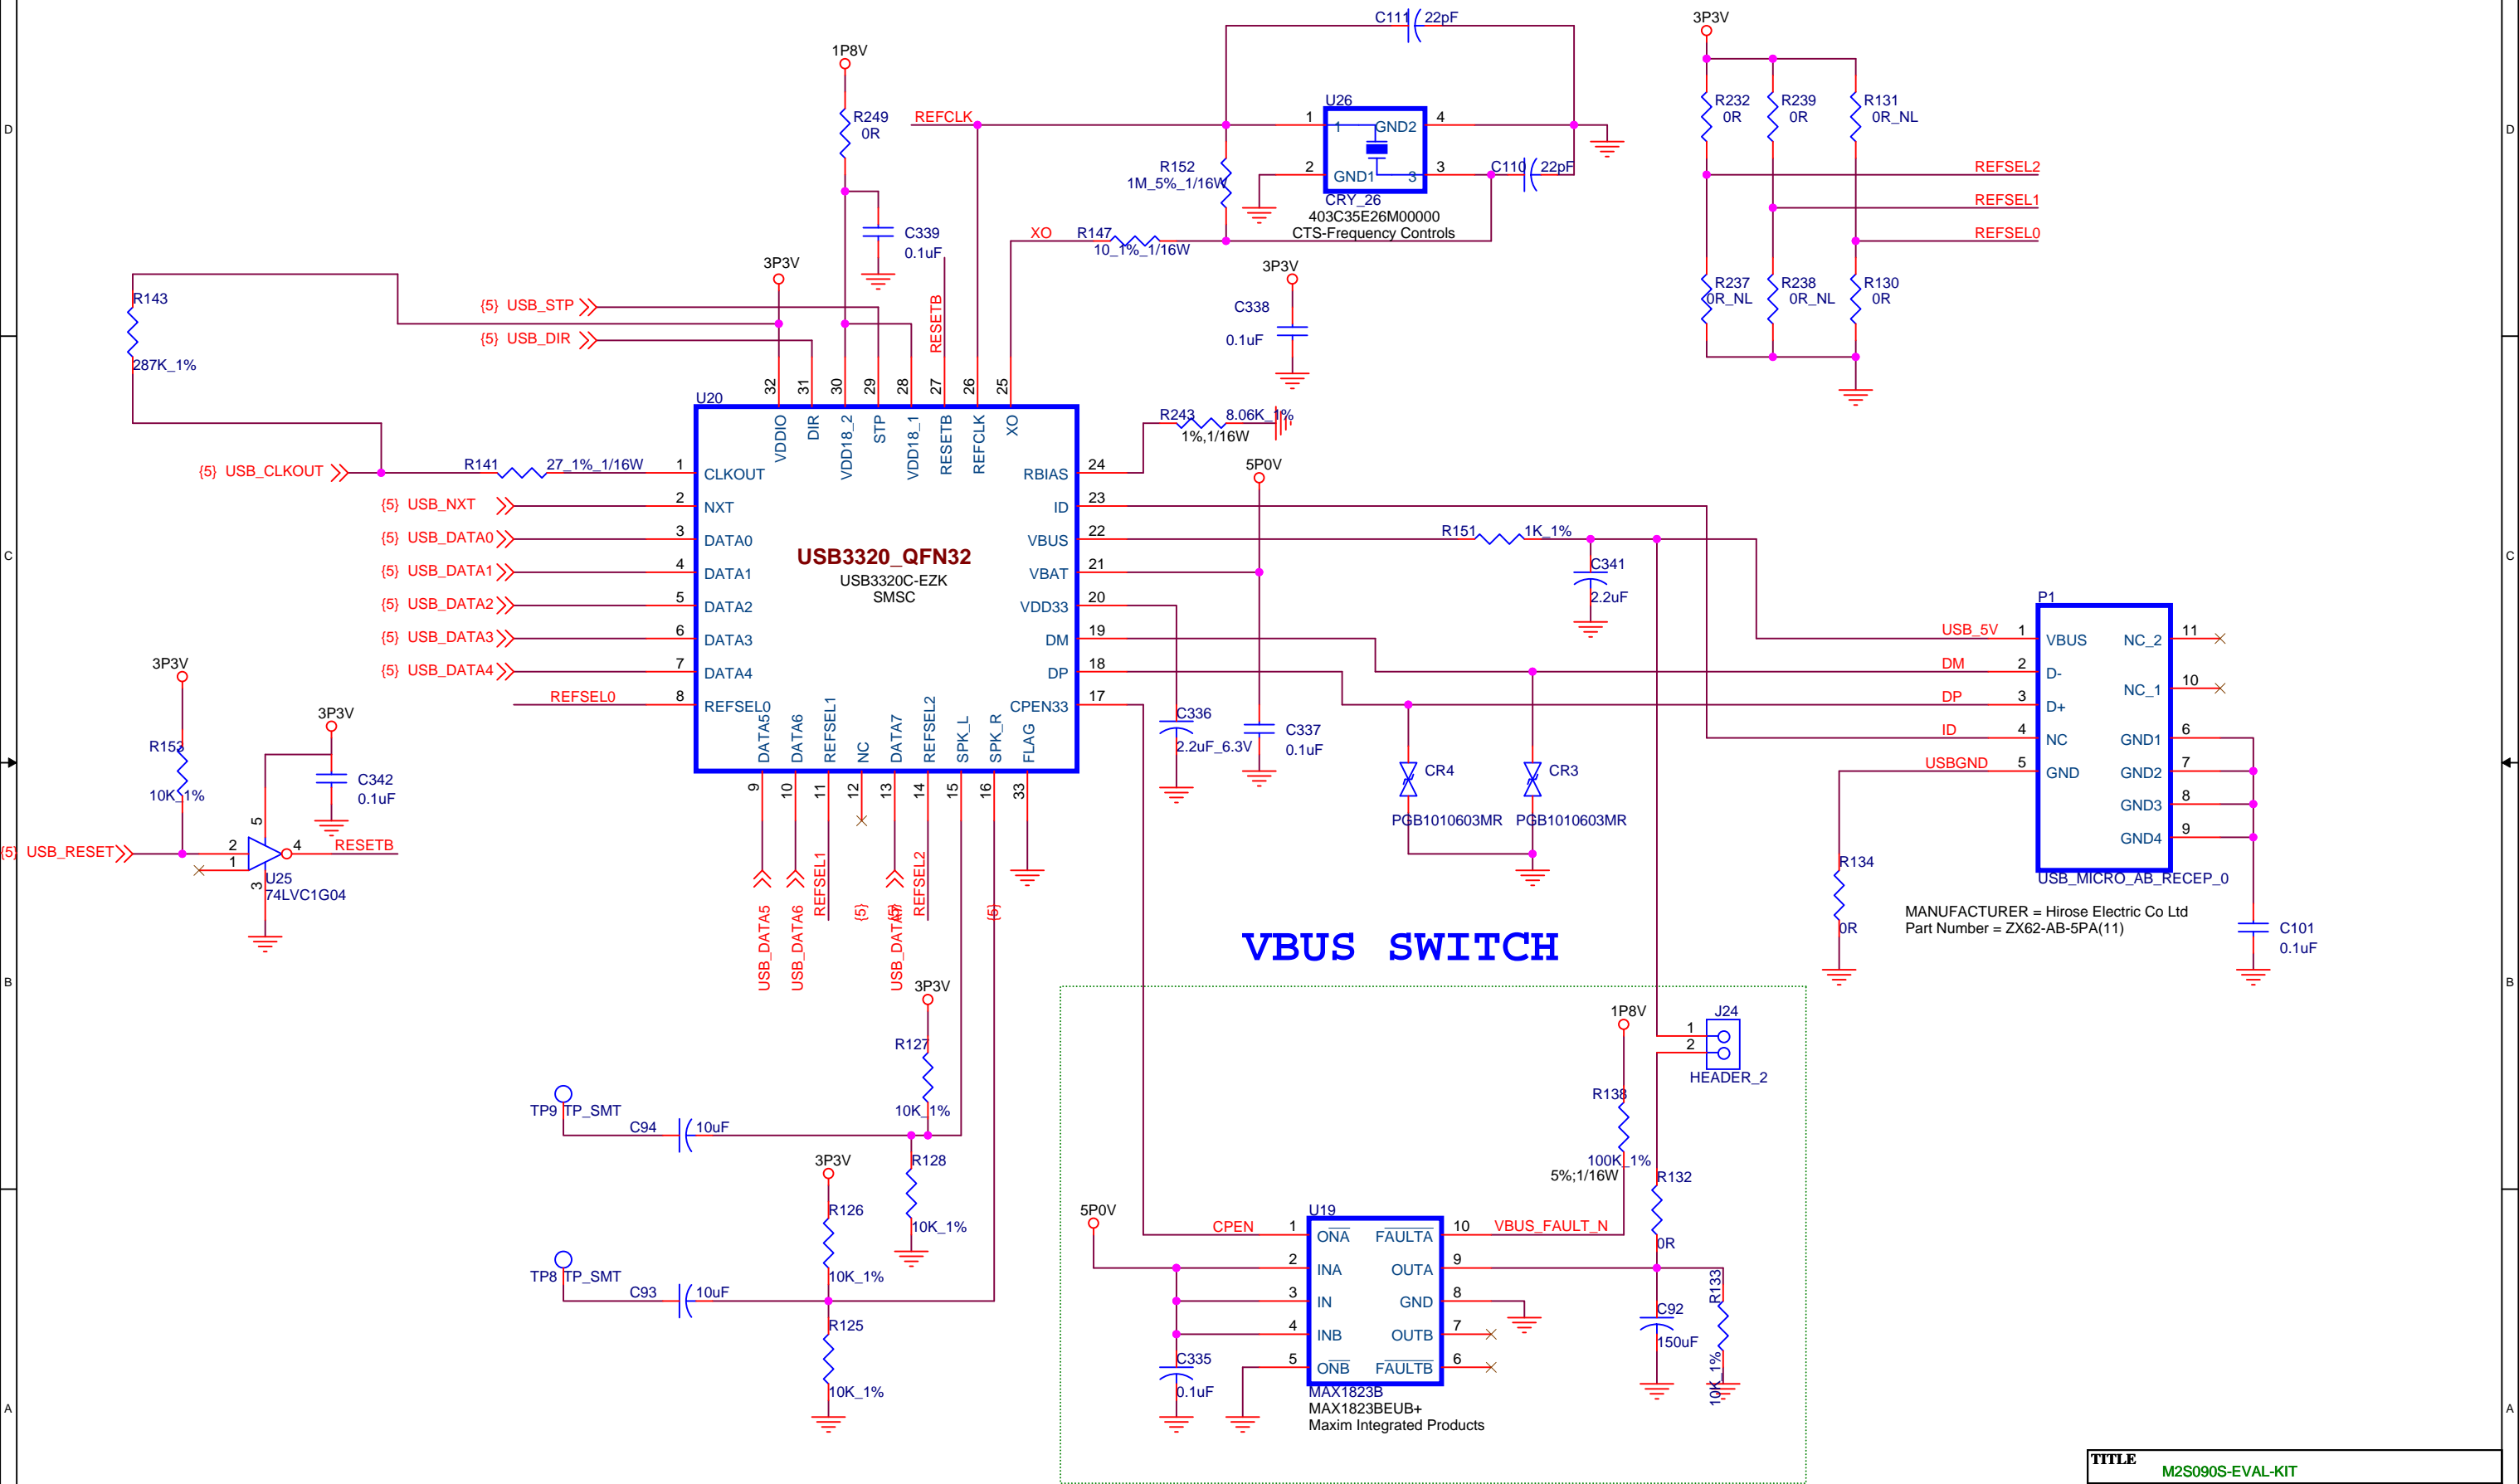 C111 22pF
3P3V
1P8V
U26
R232 0R
R239 0R
R131 0R_NL
R249 0R
REFCLK
1 1 GND2 4
R152
1M_5%_1/16W
2 GND1 3 3
C110 22pF
REFSEL2
CRY_26
403C35E26M00000
CTS-Frequency Controls
REFSEL1
C339
0.1uF
XO
R147
10_1%_1/16W
REFSEL0
3P3V
3P3V
R143
287K_1%
R237
0R_NL
R238
0R_NL
R130
0R
{5} USB_STP
{5} USB_DIR
RESETB
C338
0.1uF
32 31 30 29 28 27 26 25
U20
VDDIO DIR VDD18_2 STP VDD18_1 RESETB REFCLK XO
R243 8.06K_1%
1%,1/16W
{5} USB_CLKOUT
R141 27_1%_1/16W
1 CLKOUT
RBIAS 24
5P0V
{5} USB_NXT 2 NXT
ID 23
{5} USB_DATA0 3 DATA0
VBUS 22
R151 1K_1%
USB3320_QFN32
USB3320C-EZK
SMSC
{5} USB_DATA1 4 DATA1
VBAT 21
C341
2.2uF
{5} USB_DATA2 5 DATA2
VDD33 20
{5} USB_DATA3 6 DATA3
DM 19
{5} USB_DATA4 7 DATA4
DP 18
REFSEL0 8 REFSEL0
CPEN33 17
DATA5 DATA6 REFSEL1 NC DATA7 REFSEL2 SPK_L SPK_R FLAG
9 10 11 12 13 14 15 16 33
P1
USB_5V 1 VBUS NC_2 11
DM 2 D-
NC_1 10
DP 3 D+
ID 4 NC GND1 6
USBGND 5 GND GND2 7
GND3 8
GND4 9
USB_MICRO_AB_RECEP_0
MANUFACTURER = Hirose Electric Co Ltd
Part Number = ZX62-AB-5PA(11)
C336
2.2uF_6.3V
C337
0.1uF
CR4
PGB1010603MR
CR3
PGB1010603MR
R134
0R
C101
0.1uF
3P3V
R153
10K_1%
3P3V
C342
0.1uF
{5} USB_RESET
2 1 5 4 3
RESETB
U25
74LVC1G04
USB_DATA5
USB_DATA6
REFSEL1
{5}
{5}
USB_DATA7
REFSEL2
{5}
VBUS SWITCH
3P3V
R127
10K_1%
TP9 TP_SMT
C94 10uF
R128
10K_1%
3P3V
R126
10K_1%
TP8 TP_SMT
C93 10uF
R125
10K_1%
1P8V
J24
1
2
HEADER_2
R138
100K_1%
5%;1/16W
R132
0R
5P0V
U19
CPEN 1 ONA FAULTA 10 VBUS_FAULT_N
2 INA OUTA 9
3 IN GND 8
4 INB OUTB 7
5 ONB FAULTB 6
MAX1823B
MAX1823BEUB+
Maxim Integrated Products
C335
0.1uF
C92
150uF
R133
10K_1%
D
C
B
A
D
C
B
A
TITLE
M2S090S-EVAL-KIT